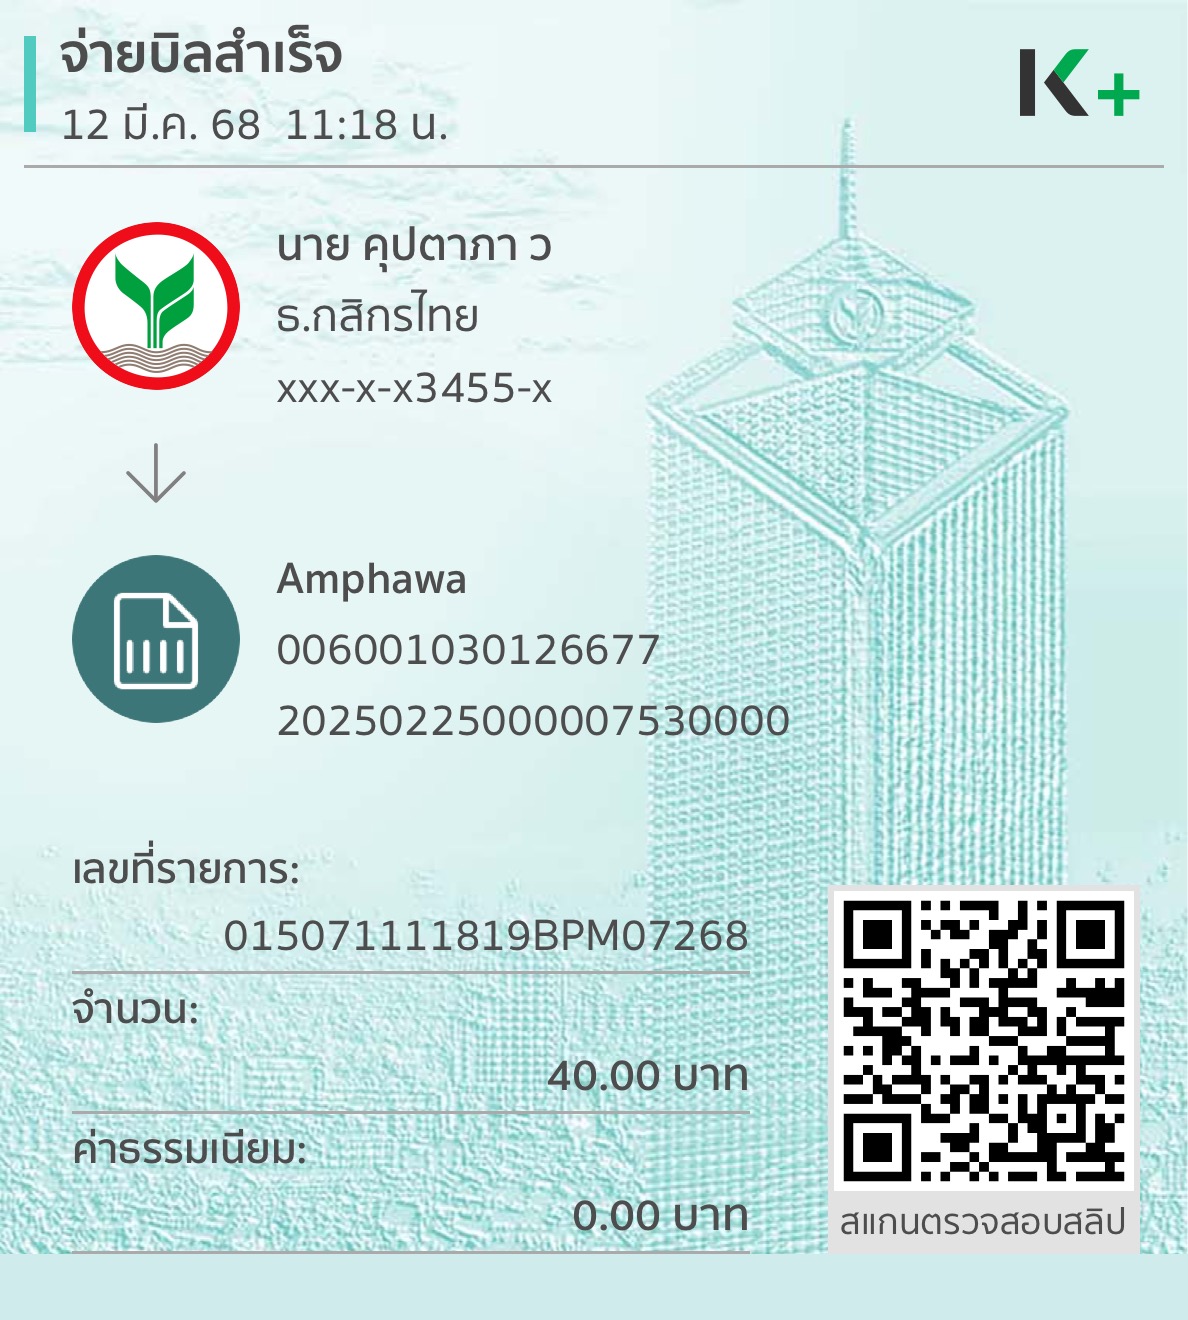 จ่ายบิลสำเร็จ
12 มี.ค. 68  11:18 น.
K+
นาย คุปตาภา ว
ธ.กสิกรไทย
xxx-x-x3455-x
Amphawa
006001030126677
20250225000007530000
เลขที่รายการ:
015071111819BPM07268
จำนวน:
40.00 บาท
ค่าธรรมเนียม:
0.00 บาท
สแกนตรวจสอบสลิป